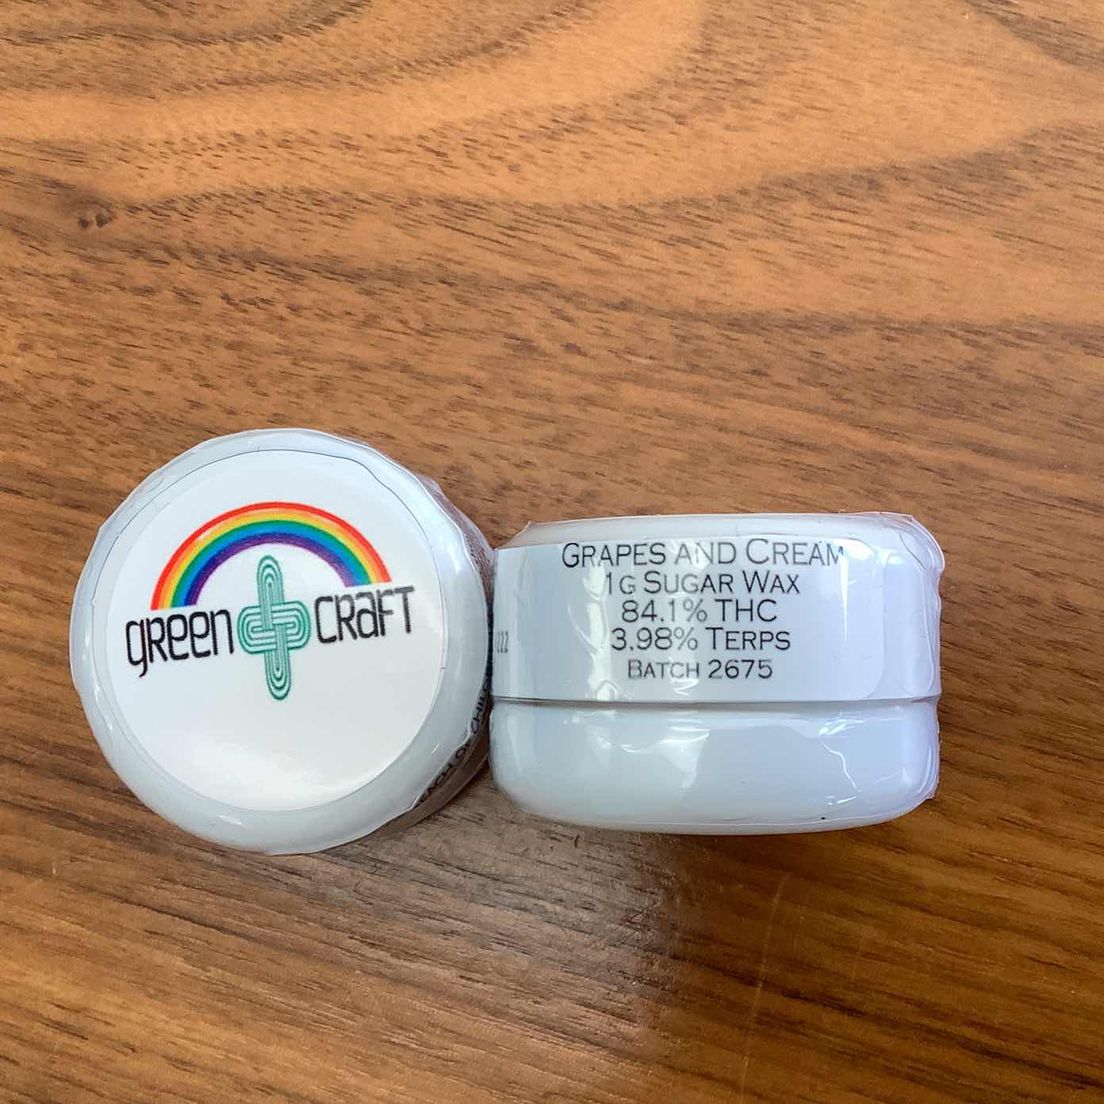 green craft
Grapes and Cream
1g Sugar Wax
84.1% THC
3.98% Terps
Batch 2675